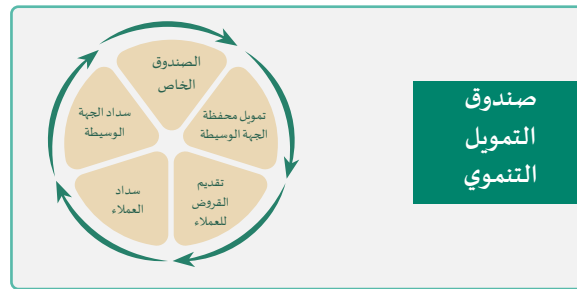 صندوق
التمويل
التنموي
الصندوق
الخاص
تمويل محفظة
الجهة الوسيطة
تقديم
القروض
للعملاء
سداد
العملاء
سداد الجهة
الوسيطة